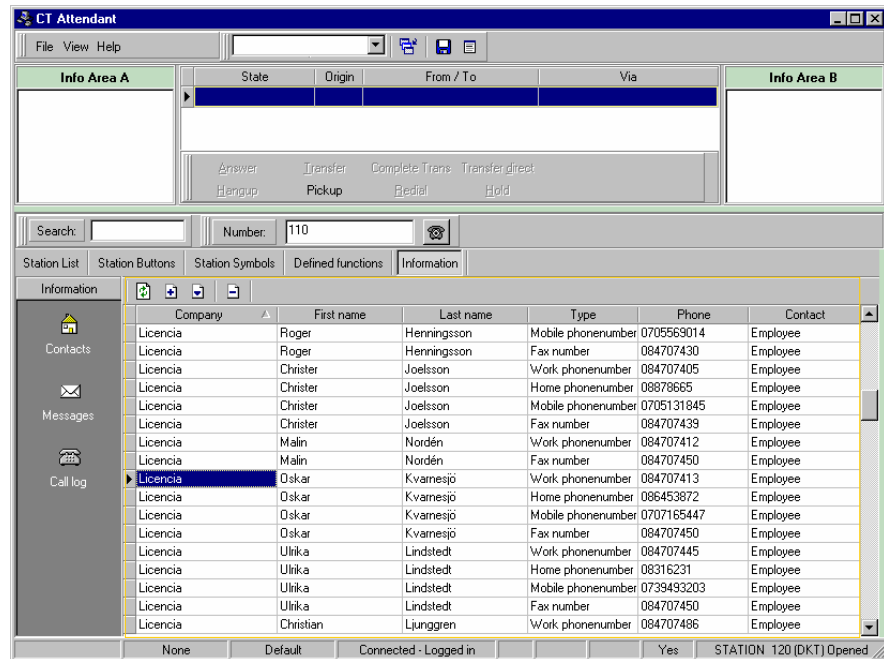 CT Attendant
File View Help
Info Area A
State Origin From / To Via
Info Area B
Answer Transfer Complete Trans Transfer direct
Hangup Pickup Redial Hold
Search: Number: 110
Station List Station Buttons Station Symbols Defined functions Information
Information
Contacts
Messages
Call log
Company First name Last name Type Phone Contact
Licencia Roger Henningsson Mobile phonenumber 0705569014 Employee
Licencia Roger Henningsson Fax number 084707430 Employee
Licencia Christer Joelsson Work phonenumber 084707405 Employee
Licencia Christer Joelsson Home phonenumber 08878665 Employee
Licencia Christer Joelsson Mobile phonenumber 0705131845 Employee
Licencia Christer Joelsson Fax number 084707439 Employee
Licencia Malin Nordén Work phonenumber 084707412 Employee
Licencia Malin Nordén Fax number 084707450 Employee
Licencia Oskar Kvarnesjö Work phonenumber 084707413 Employee
Licencia Oskar Kvarnesjö Home phonenumber 086453872 Employee
Licencia Oskar Kvarnesjö Mobile phonenumber 0707165447 Employee
Licencia Oskar Kvarnesjö Fax number 084707450 Employee
Licencia Ulrika Lindstedt Work phonenumber 084707445 Employee
Licencia Ulrika Lindstedt Home phonenumber 08316231 Employee
Licencia Ulrika Lindstedt Mobile phonenumber 0739493203 Employee
Licencia Ulrika Lindstedt Fax number 084707450 Employee
Licencia Christian Ljunggren Work phonenumber 084707486 Employee
None Default Connected - Logged in Yes STATION 120 (DKT) Opened